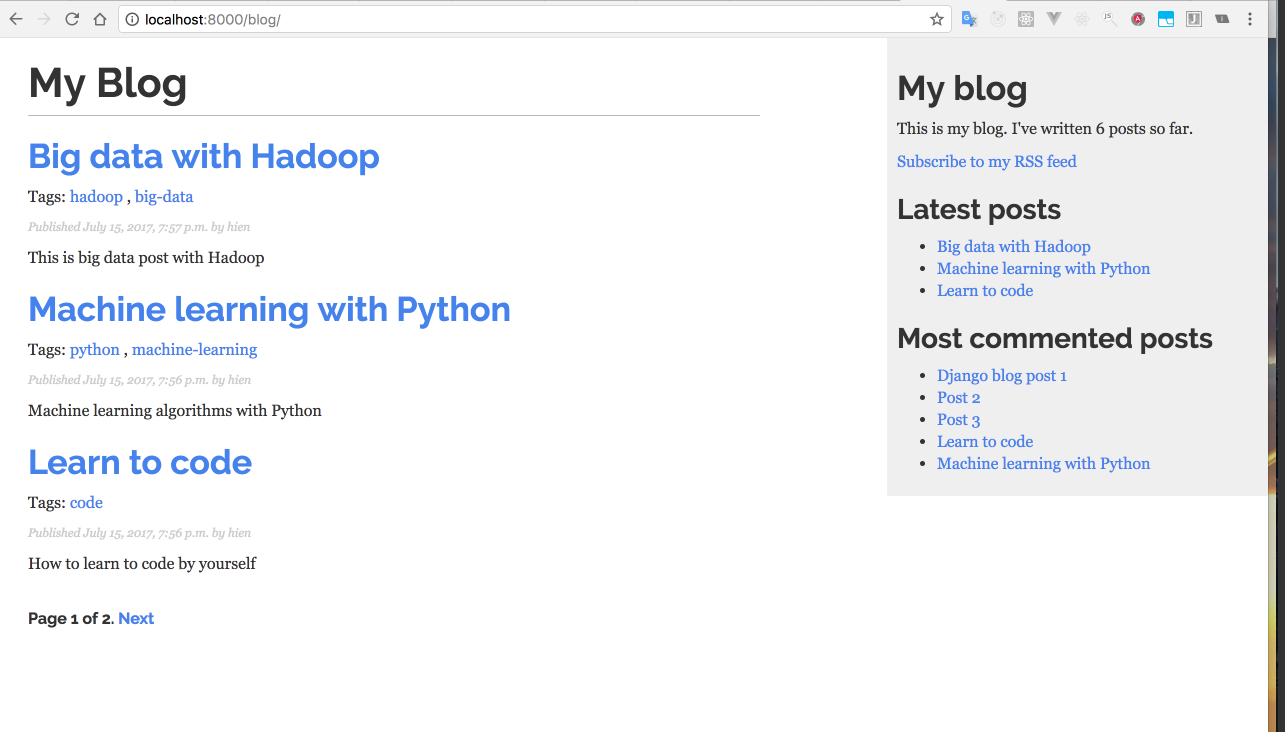 localhost:8000/blog/
My Blog
Big data with Hadoop
Tags: hadoop , big-data
Published July 15, 2017, 7:57 p.m. by hien
This is big data post with Hadoop
Machine learning with Python
Tags: python , machine-learning
Published July 15, 2017, 7:56 p.m. by hien
Machine learning algorithms with Python
Learn to code
Tags: code
Published July 15, 2017, 7:56 p.m. by hien
How to learn to code by yourself
Page 1 of 2. Next
My blog
This is my blog. I've written 6 posts so far.
Subscribe to my RSS feed
Latest posts
Big data with Hadoop
Machine learning with Python
Learn to code
Most commented posts
Django blog post 1
Post 2
Post 3
Learn to code
Machine learning with Python